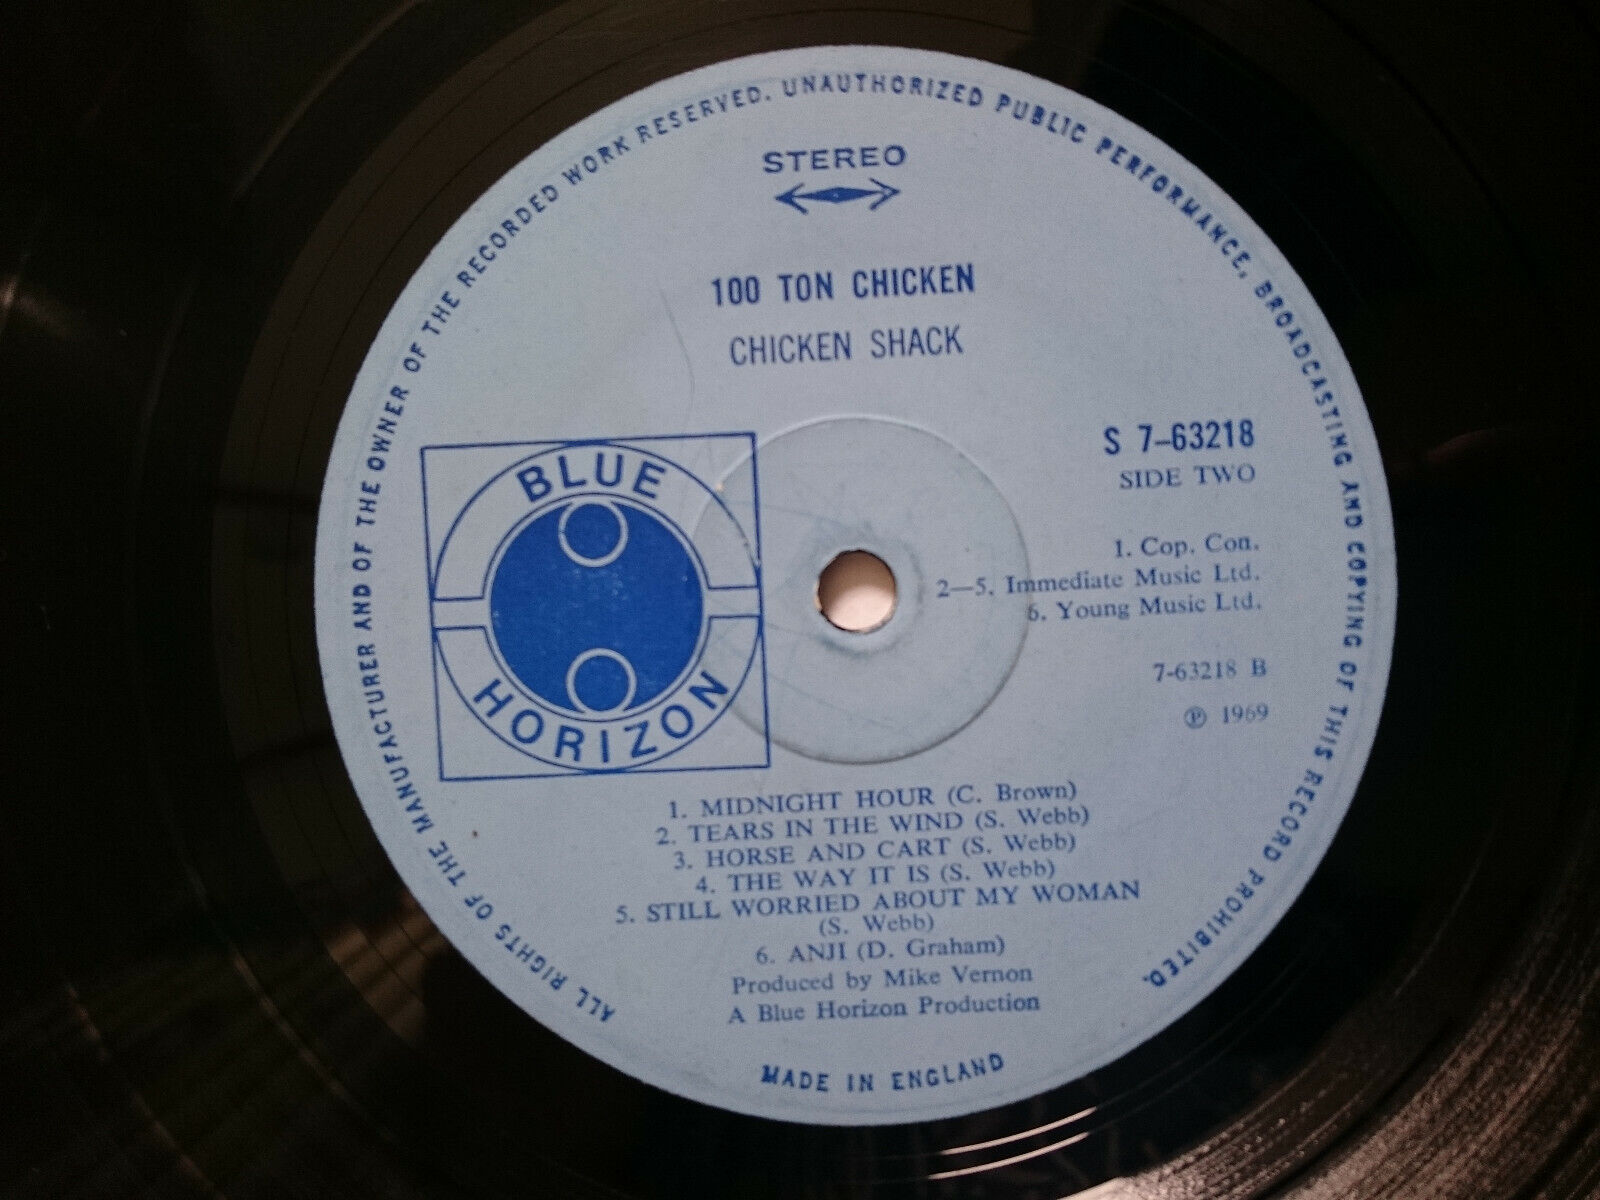 ALL RIGHTS OF THE MANUFACTURER AND OF THE OWNER OF THE RECORDED WORK RESERVED. UNAUTHORIZED PUBLIC PERFORMANCE, BROADCASTING AND COPYING OF THIS RECORD PROHIBITED.
STEREO
100 TON CHICKEN
CHICKEN SHACK
BLUE
HORIZON
S 7-63218
SIDE TWO
1. Cop. Con.
2—5. Immediate Music Ltd.
6. Young Music Ltd.
7-63218 B
℗ 1969
1. MIDNIGHT HOUR (C. Brown)
2. TEARS IN THE WIND (S. Webb)
3. HORSE AND CART (S. Webb)
4. THE WAY IT IS (S. Webb)
5. STILL WORRIED ABOUT MY WOMAN
(S. Webb)
6. ANJI (D. Graham)
Produced by Mike Vernon
A Blue Horizon Production
MADE IN ENGLAND